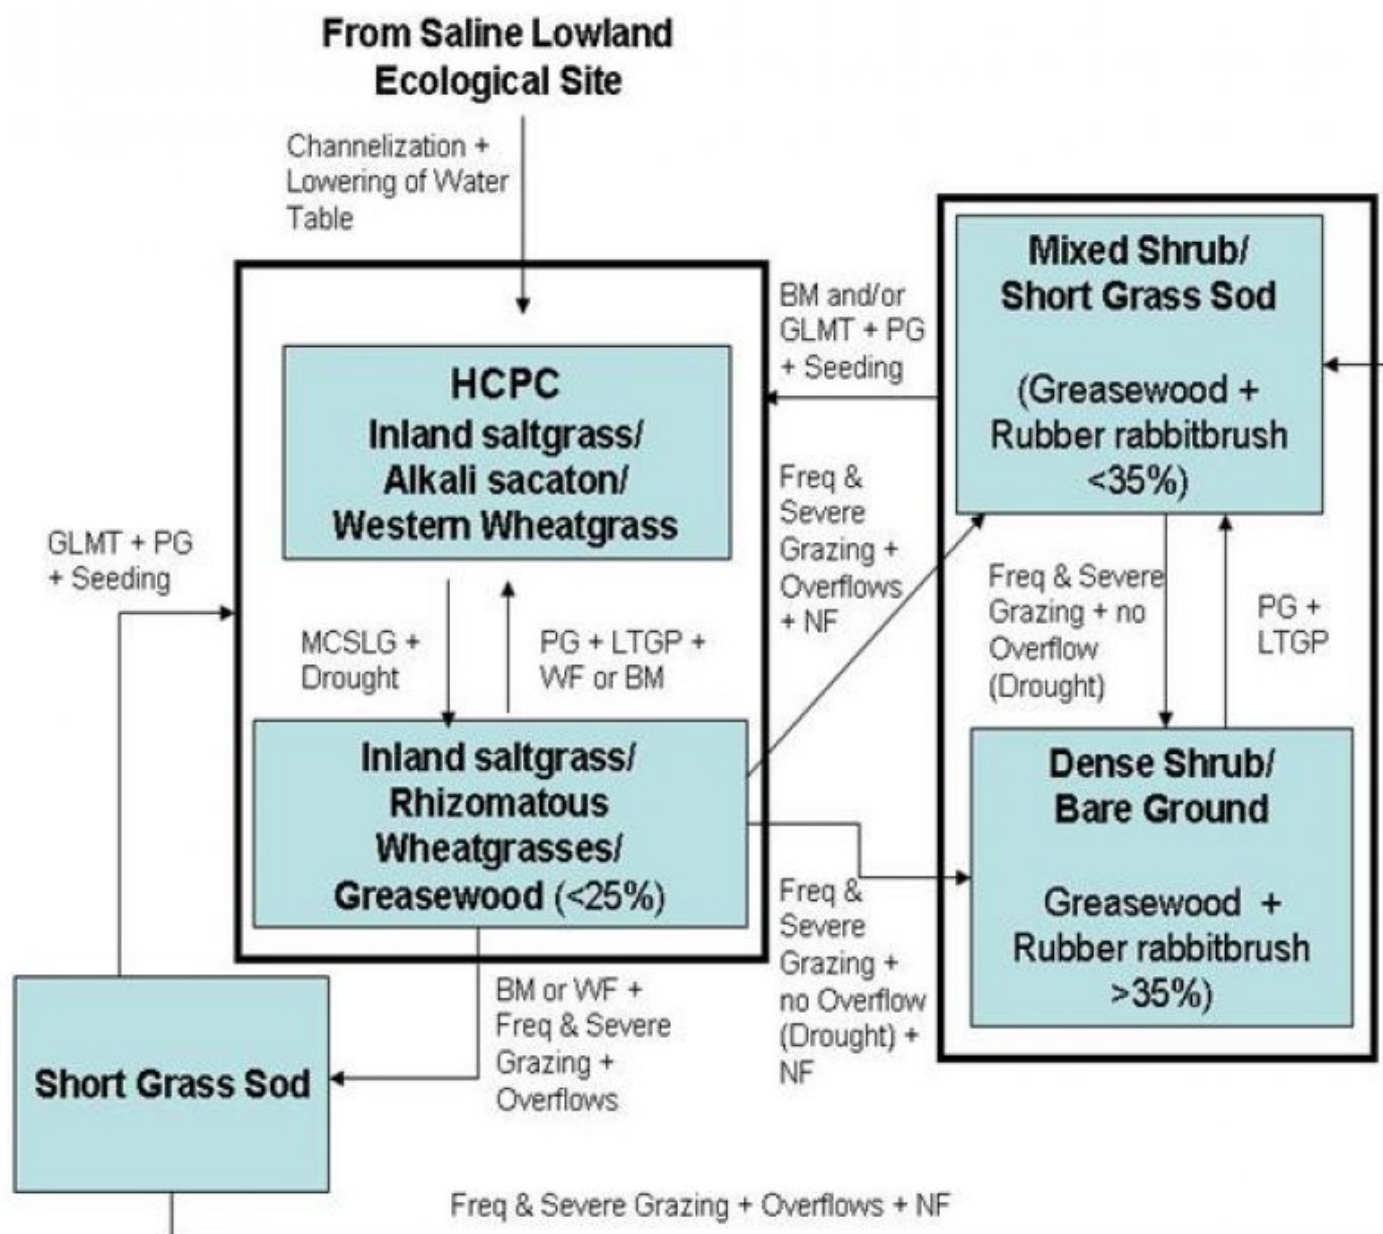 From Saline Lowland
Ecological Site
Channelization +
Lowering of Water
Table
HCPC
Inland saltgrass/
Alkali sacaton/
Western Wheatgrass
GLMT + PG
+ Seeding
MCSLG +
Drought
PG + LTGP +
WF or BM
Inland saltgrass/
Rhizomatous
Wheatgrasses/
Greasewood (<25%)
BM and/or
GLMT + PG
+ Seeding
Freq &
Severe
Grazing +
Overflows
+ NF
Mixed Shrub/
Short Grass Sod
(Greasewood +
Rubber rabbitbrush
<35%)
Freq & Severe
Grazing + no
Overflow
(Drought)
PG +
LTGP
Dense Shrub/
Bare Ground
Greasewood +
Rubber rabbitbrush
>35%)
Freq &
Severe
Grazing +
no Overflow
(Drought) +
NF
BM or WF +
Freq & Severe
Grazing +
Overflows
Short Grass Sod
Freq & Severe Grazing + Overflows + NF